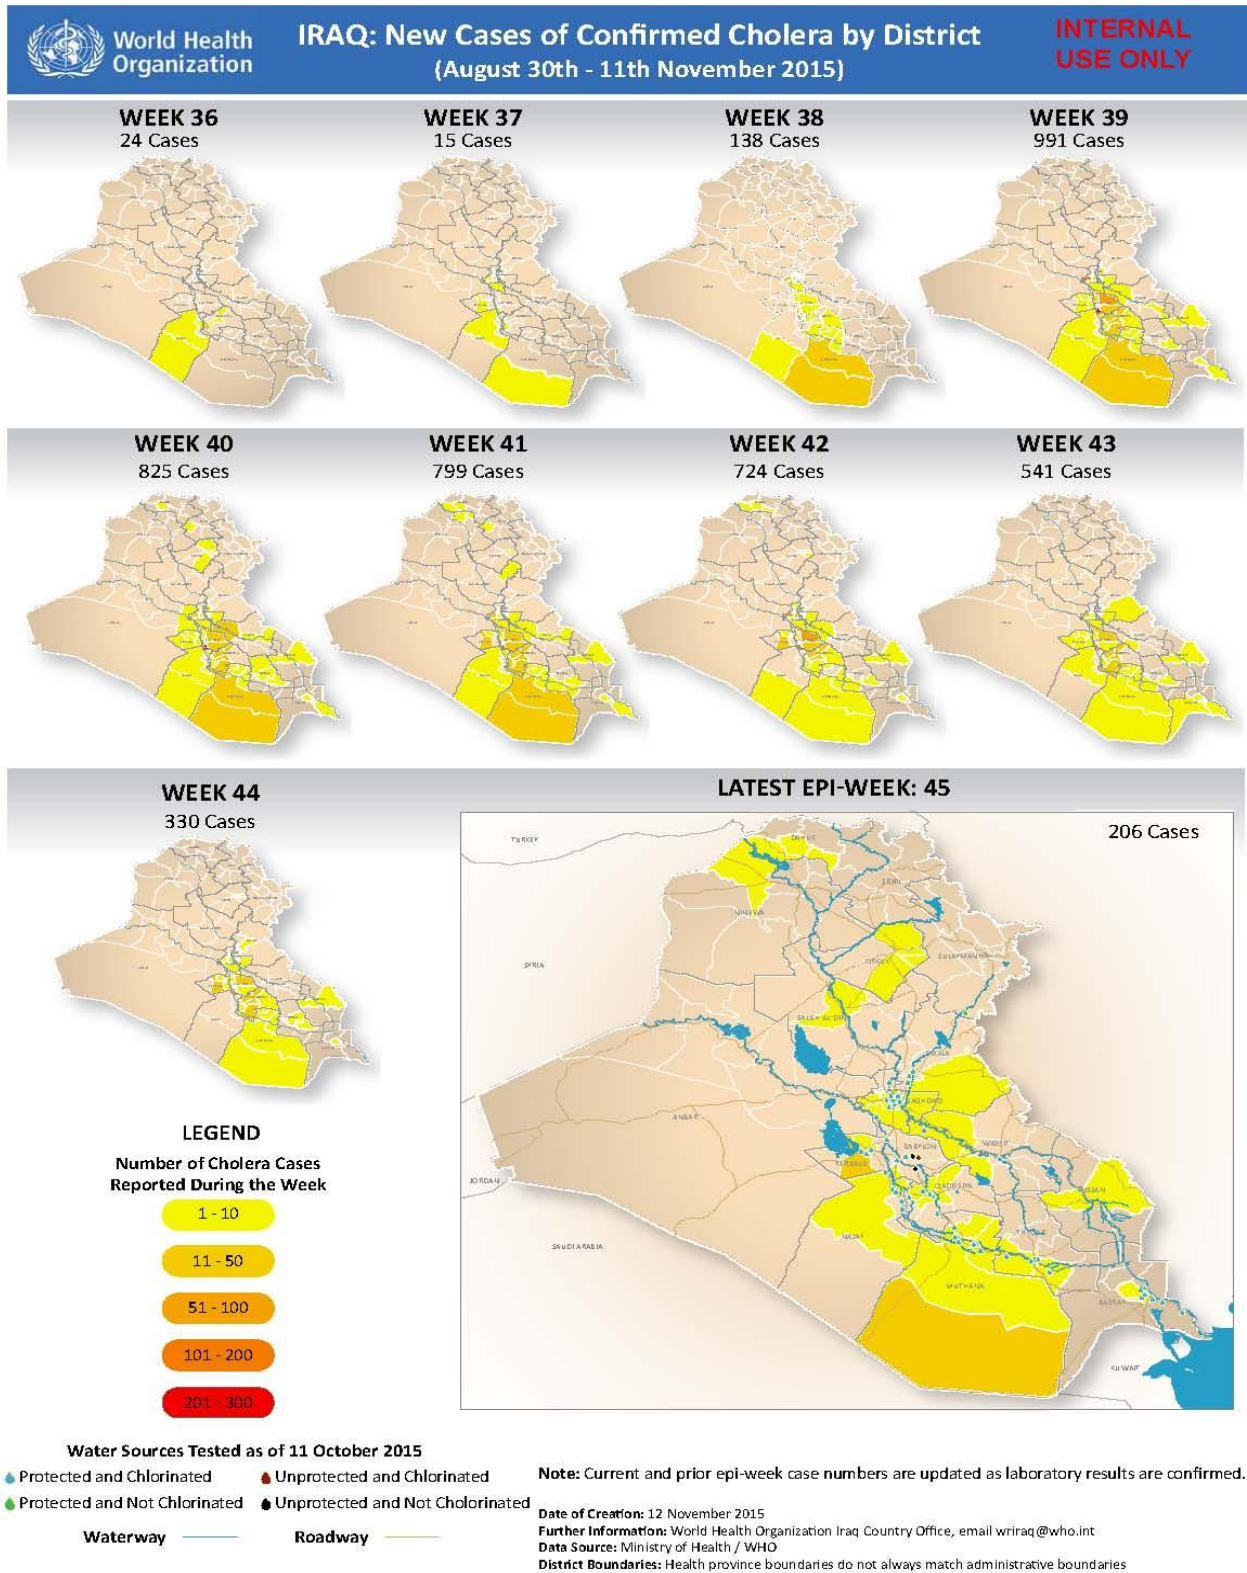 World Health
Organization
IRAQ: New Cases of Confirmed Cholera by District
(August 30th - 11th November 2015)
INTERNAL
USE ONLY
WEEK 36
24 Cases
WEEK 37
15 Cases
WEEK 38
138 Cases
WEEK 39
991 Cases
WEEK 40
825 Cases
WEEK 41
799 Cases
WEEK 42
724 Cases
WEEK 43
541 Cases
WEEK 44
330 Cases
LATEST EPI-WEEK: 45
206 Cases
TURKEY
DAHUK
ERBIL
NINEWA
SYRIA
KIRKUK
SULAYMANIYAH
SALAH AL-DIN
DIYALA
BAGHDAD
ANBAR
BABYLON
WASSIT
KERBALA
JORDAN
QADISSIYA
MISSAN
SAUDI ARABIA
NAJAF
MUTHANA
BASRAH
KUWAIT
LEGEND
Number of Cholera Cases
Reported During the Week
1 - 10
11 - 50
51 - 100
101 - 200
201 - 300
Water Sources Tested as of 11 October 2015
Protected and Chlorinated
Unprotected and Chlorinated
Protected and Not Chlorinated
Unprotected and Not Cholorinated
Waterway
Roadway
Note: Current and prior epi-week case numbers are updated as laboratory results are confirmed.
Date of Creation: 12 November 2015
Further Information: World Health Organization Iraq Country Office, email wriraq@who.int
Data Source: Ministry of Health / WHO
District Boundaries: Health province boundaries do not always match administrative boundaries